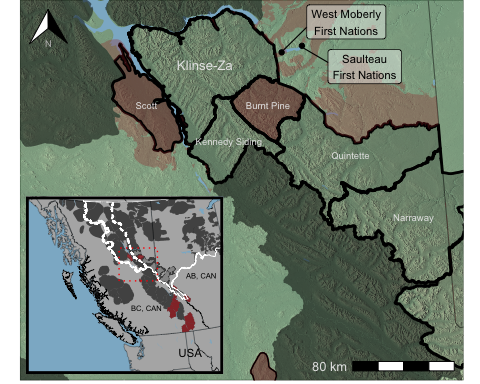 West Moberly
First Nations
N
Klinse-Za
Saulteau
First Nations
Scott
Burnt Pine
Kennedy Siding
Quintette
Narraway
AB, CAN
BC, CAN
USA
80 km